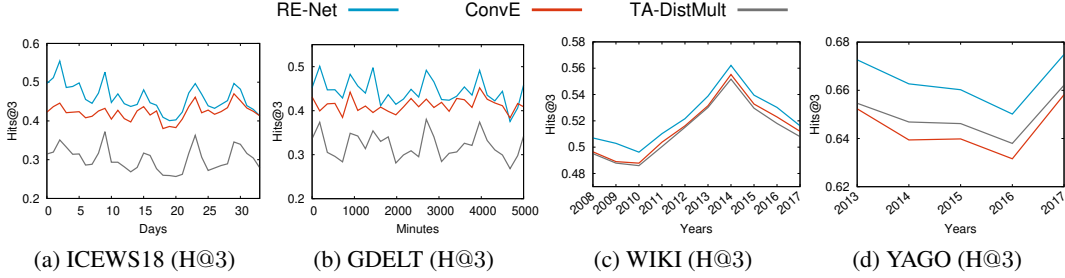 RE-Net ConvE TA-DistMult
Hits@3
0.6
0.5
0.4
0.3
0.2
0 5 10 15 20 25 30
Days
(a) ICEWS18 (H@3)
Hits@3
0.5
0.4
0.3
0.2
0 1000 2000 3000 4000 5000
Minutes
(b) GDELT (H@3)
Hits@3
0.58
0.56
0.54
0.52
0.5
0.48
2008 2009 2010 2011 2012 2013 2014 2015 2016 2017
Years
(c) WIKI (H@3)
Hits@3
0.68
0.66
0.64
0.62
2013 2014 2015 2016 2017
Years
(d) YAGO (H@3)